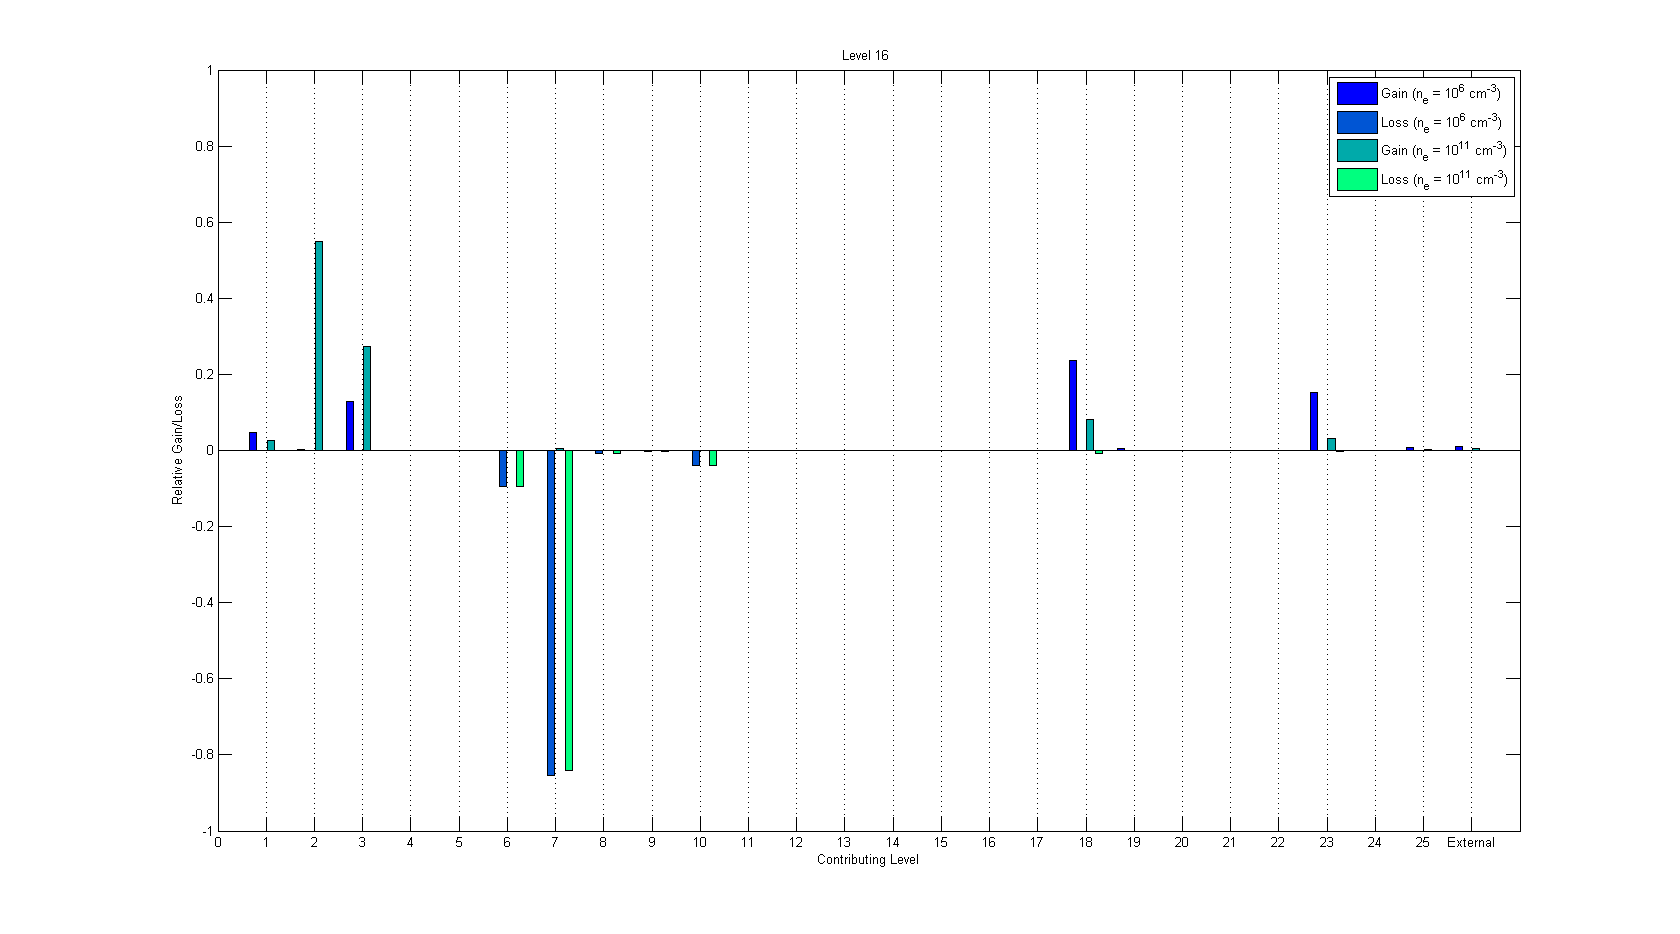 Level 16
1
0.8
0.6
0.4
0.2
0
-0.2
-0.4
-0.6
-0.8
-1
Relative Gain/Loss
Gain (nₑ = 10⁶ cm⁻³)
Loss (nₑ = 10⁶ cm⁻³)
Gain (nₑ = 10¹¹ cm⁻³)
Loss (nₑ = 10¹¹ cm⁻³)
0 1 2 3 4 5 6 7 8 9 10 11 12 13 14 15 16 17 18 19 20 21 22 23 24 25 External
Contributing Level